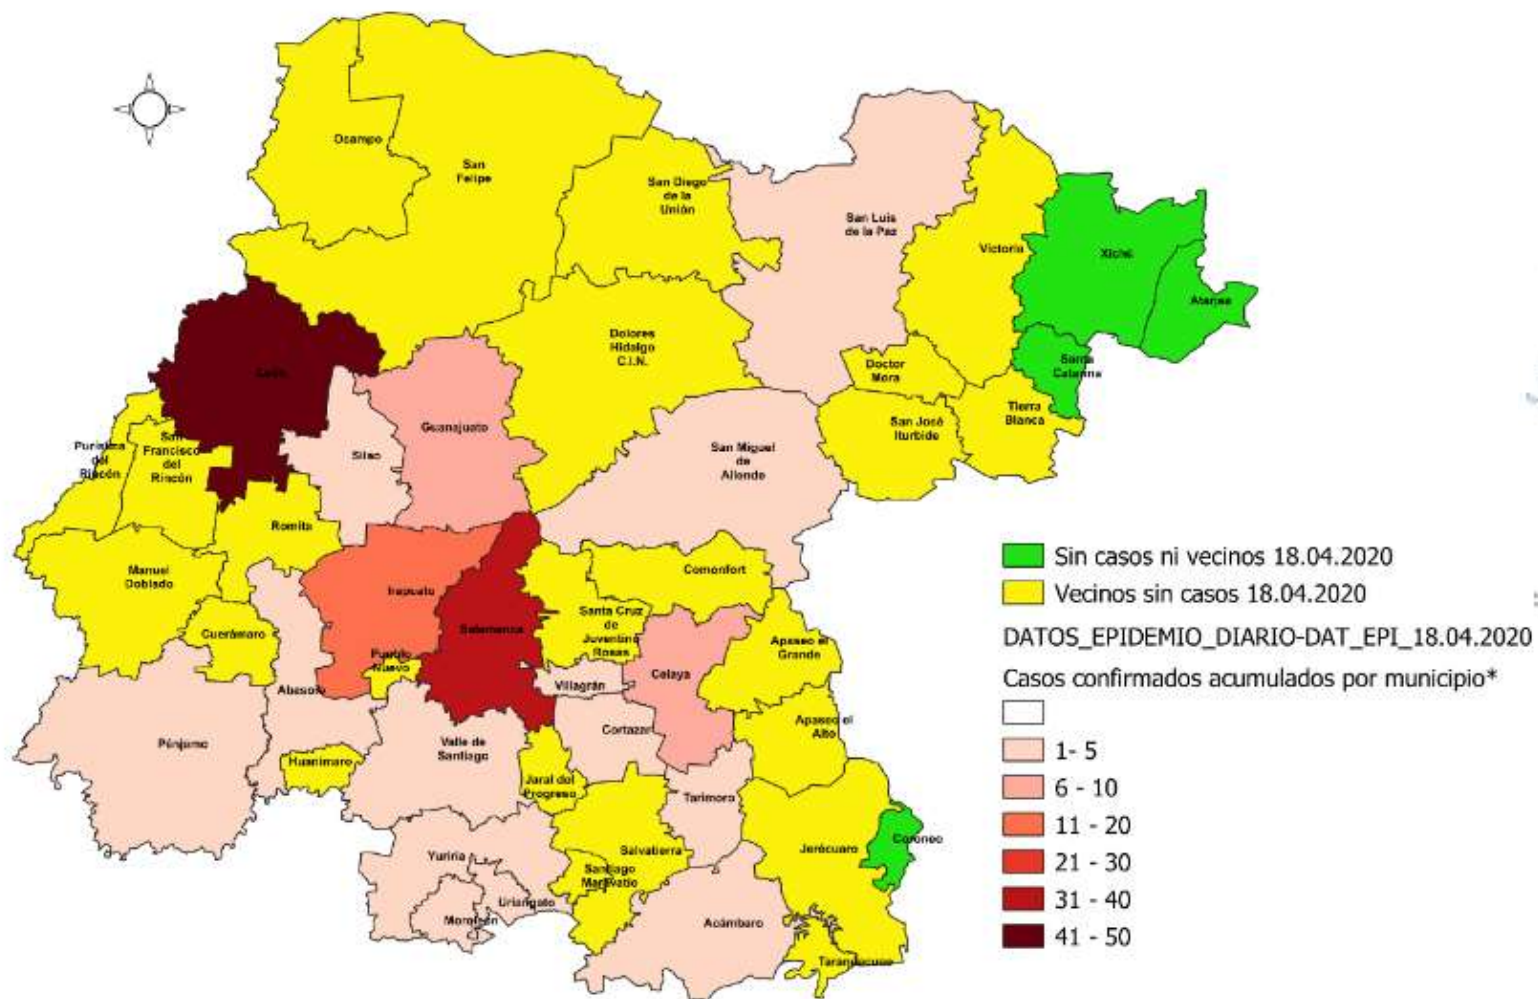 Ocampo
San
Felipe
San Diego
de la
Unión
San Luis
de la Paz
Victoria
Xichú
Atarjea
Santa
Catarina
Dolores
Hidalgo
C.I.N.
Doctor
Mora
Tierra
Blanca
San José
Iturbide
León
Guanajuato
Silao
San Miguel
de
Allende
Purísima
del
Rincón
San
Francisco
del
Rincón
Romita
Manuel
Doblado
Irapuato
Comonfort
Cuerámaro
Salamanca
Santa Cruz
de
Juventino
Rosas
Apaseo el
Grande
Pueblo
Nuevo
Villagrán
Celaya
Abasolo
Pénjamo
Valle de
Santiago
Cortazar
Apaseo el
Alto
Huanímaro
Jaral del
Progreso
Tarimoro
Yuriria
Salvatierra
Santiago
Maravatío
Jerécuaro
Coroneo
Uriangato
Moroleón
Acámbaro
Tarandacuao
Sin casos ni vecinos 18.04.2020
Vecinos sin casos 18.04.2020
DATOS_EPIDEMIO_DIARIO-DAT_EPI_18.04.2020
Casos confirmados acumulados por municipio*
1- 5
6 - 10
11 - 20
21 - 30
31 - 40
41 - 50